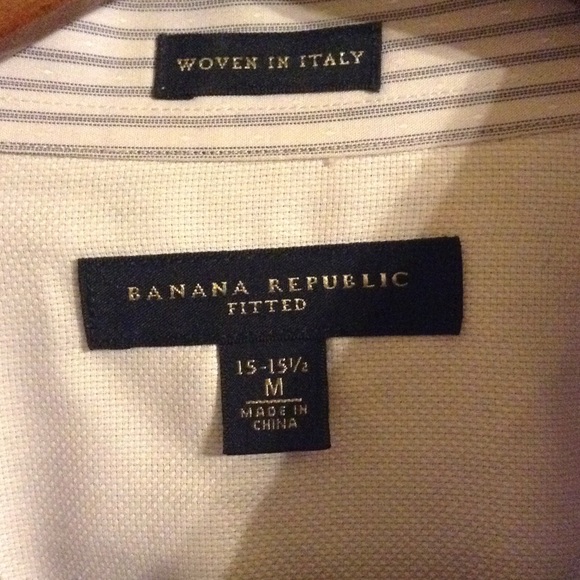 WOVEN IN ITALY
BANANA REPUBLIC
FITTED
15-15½
M
MADE IN
CHINA